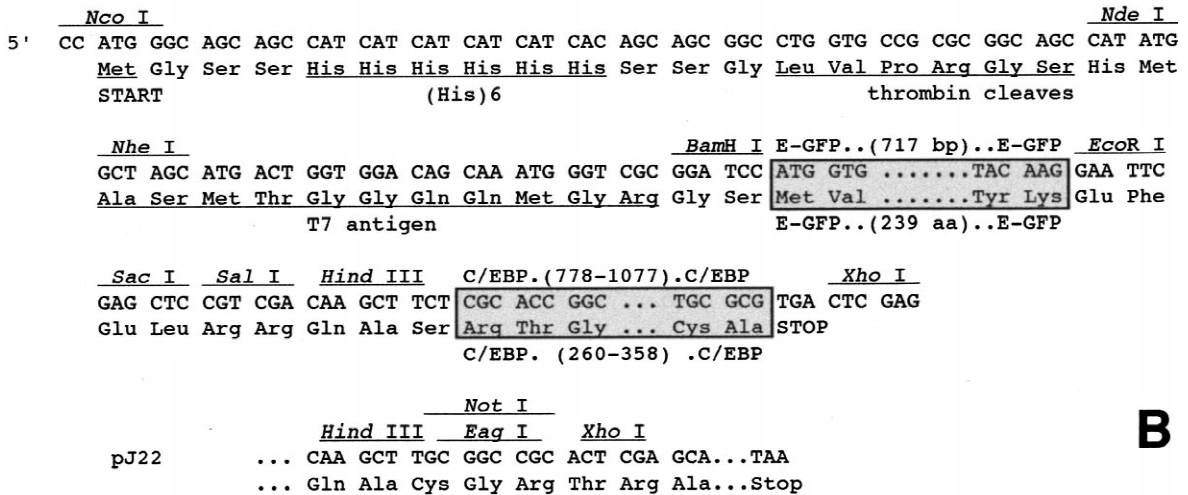 Nco I Nde I
5' CC ATG GGC AGC AGC CAT CAT CAT CAT CAT CAC AGC AGC GGC CTG GTG CCG CGC GGC AGC CAT ATG
Met Gly Ser Ser His His His His His His Ser Ser Gly Leu Val Pro Arg Gly Ser His Met
START (His)6 thrombin cleaves
Nhe I BamH I E-GFP..(717 bp)..E-GFP EcoR I
GCT AGC ATG ACT GGT GGA CAG CAA ATG GGT CGC GGA TCC ATG GTG .......TAC AAG GAA TTC
Ala Ser Met Thr Gly Gly Gln Gln Met Gly Arg Gly Ser Met Val .......Tyr Lys Glu Phe
T7 antigen E-GFP..(239 aa)..E-GFP
Sac I Sal I Hind III C/EBP.(778-1077).C/EBP Xho I
GAG CTC CGT CGA CAA GCT TCT CGC ACC GGC ... TGC GCG TGA CTC GAG
Glu Leu Arg Arg Gln Ala Ser Arg Thr Gly ... Cys Ala STOP
C/EBP. (260-358) .C/EBP
Not I
Hind III Eag I Xho I
pJ22 ... CAA GCT TGC GGC CGC ACT CGA GCA...TAA
... Gln Ala Cys Gly Arg Thr Arg Ala...Stop
B